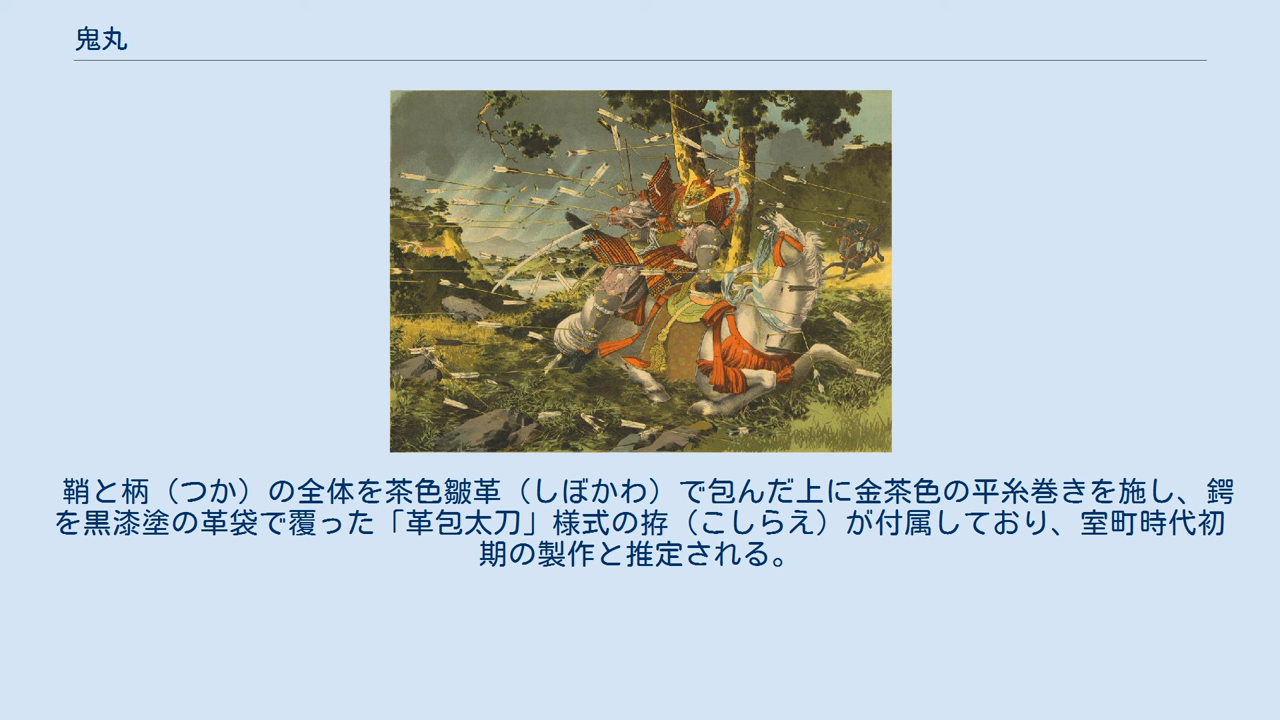 鬼丸
鞘と柄（つか）の全体を茶色皺革（しぼかわ）で包んだ上に金茶色の平糸巻きを施し、鍔
を黒漆塗の革袋で覆った「革包太刀」様式の拵（こしらえ）が付属しており、室町時代初
期の製作と推定される。